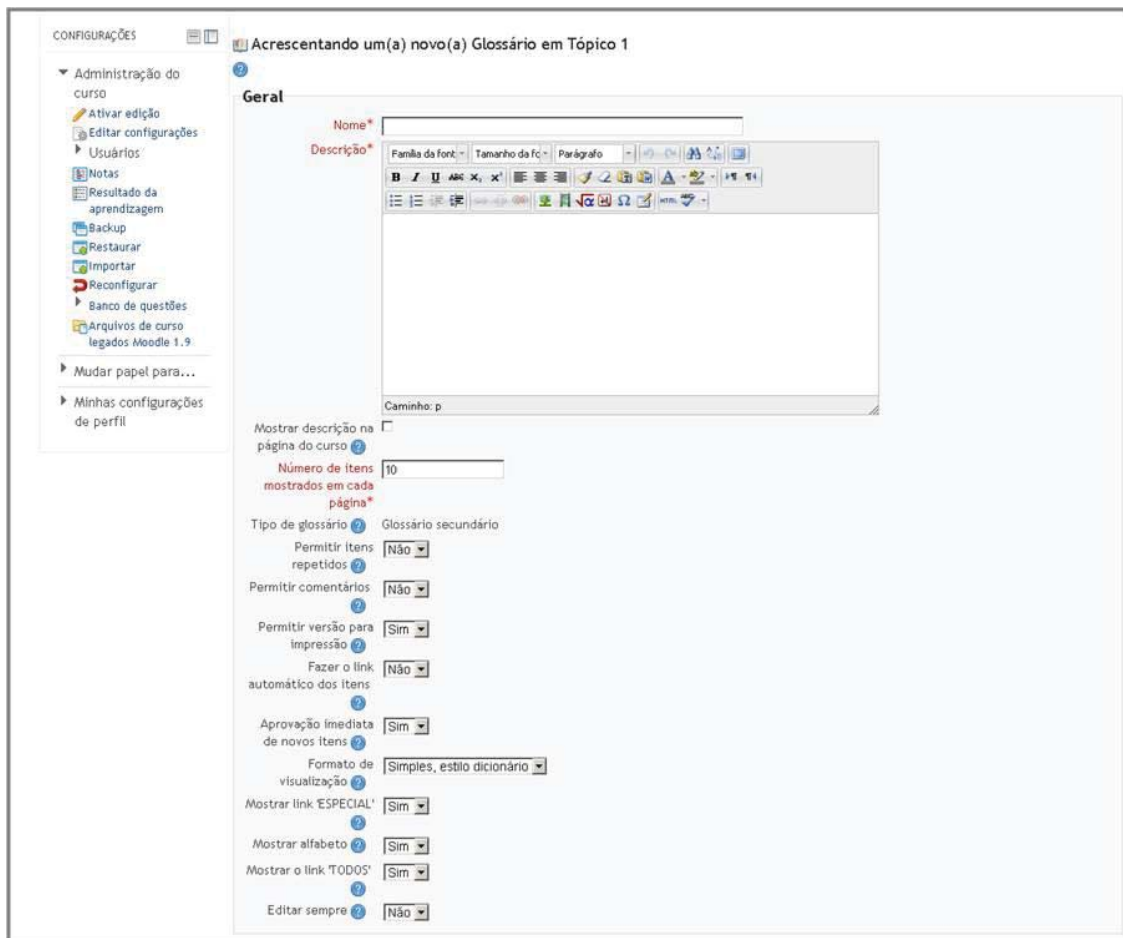 CONFIGURAÇÕES
Administração do
curso
Ativar edição
Editar configurações
Usuários
Notas
Resultado da
aprendizagem
Backup
Restaurar
Importar
Reconfigurar
Banco de questões
Arquivos de curso
legados Moodle 1.9
Mudar papel para...
Minhas configurações
de perfil
Acrescentando um(a) novo(a) Glossário em Tópico 1
Geral
Nome*
Descrição*
Família da font Tamanho da fc Parágrafo
B I U ABC x, x²
HTML
Caminho: p
Mostrar descrição na
página do curso
Número de itens
mostrados em cada
página*
10
Tipo de glossário Glossário secundário
Permitir itens
repetidos
Não
Permitir comentários Não
Permitir versão para
impressão
Sim
Fazer o link
automático dos itens
Não
Aprovação imediata
de novos itens
Sim
Formato de
visualização
Simples, estilo dicionário
Mostrar link 'ESPECIAL' Sim
Mostrar alfabeto Sim
Mostrar o link 'TODOS' Sim
Editar sempre Não